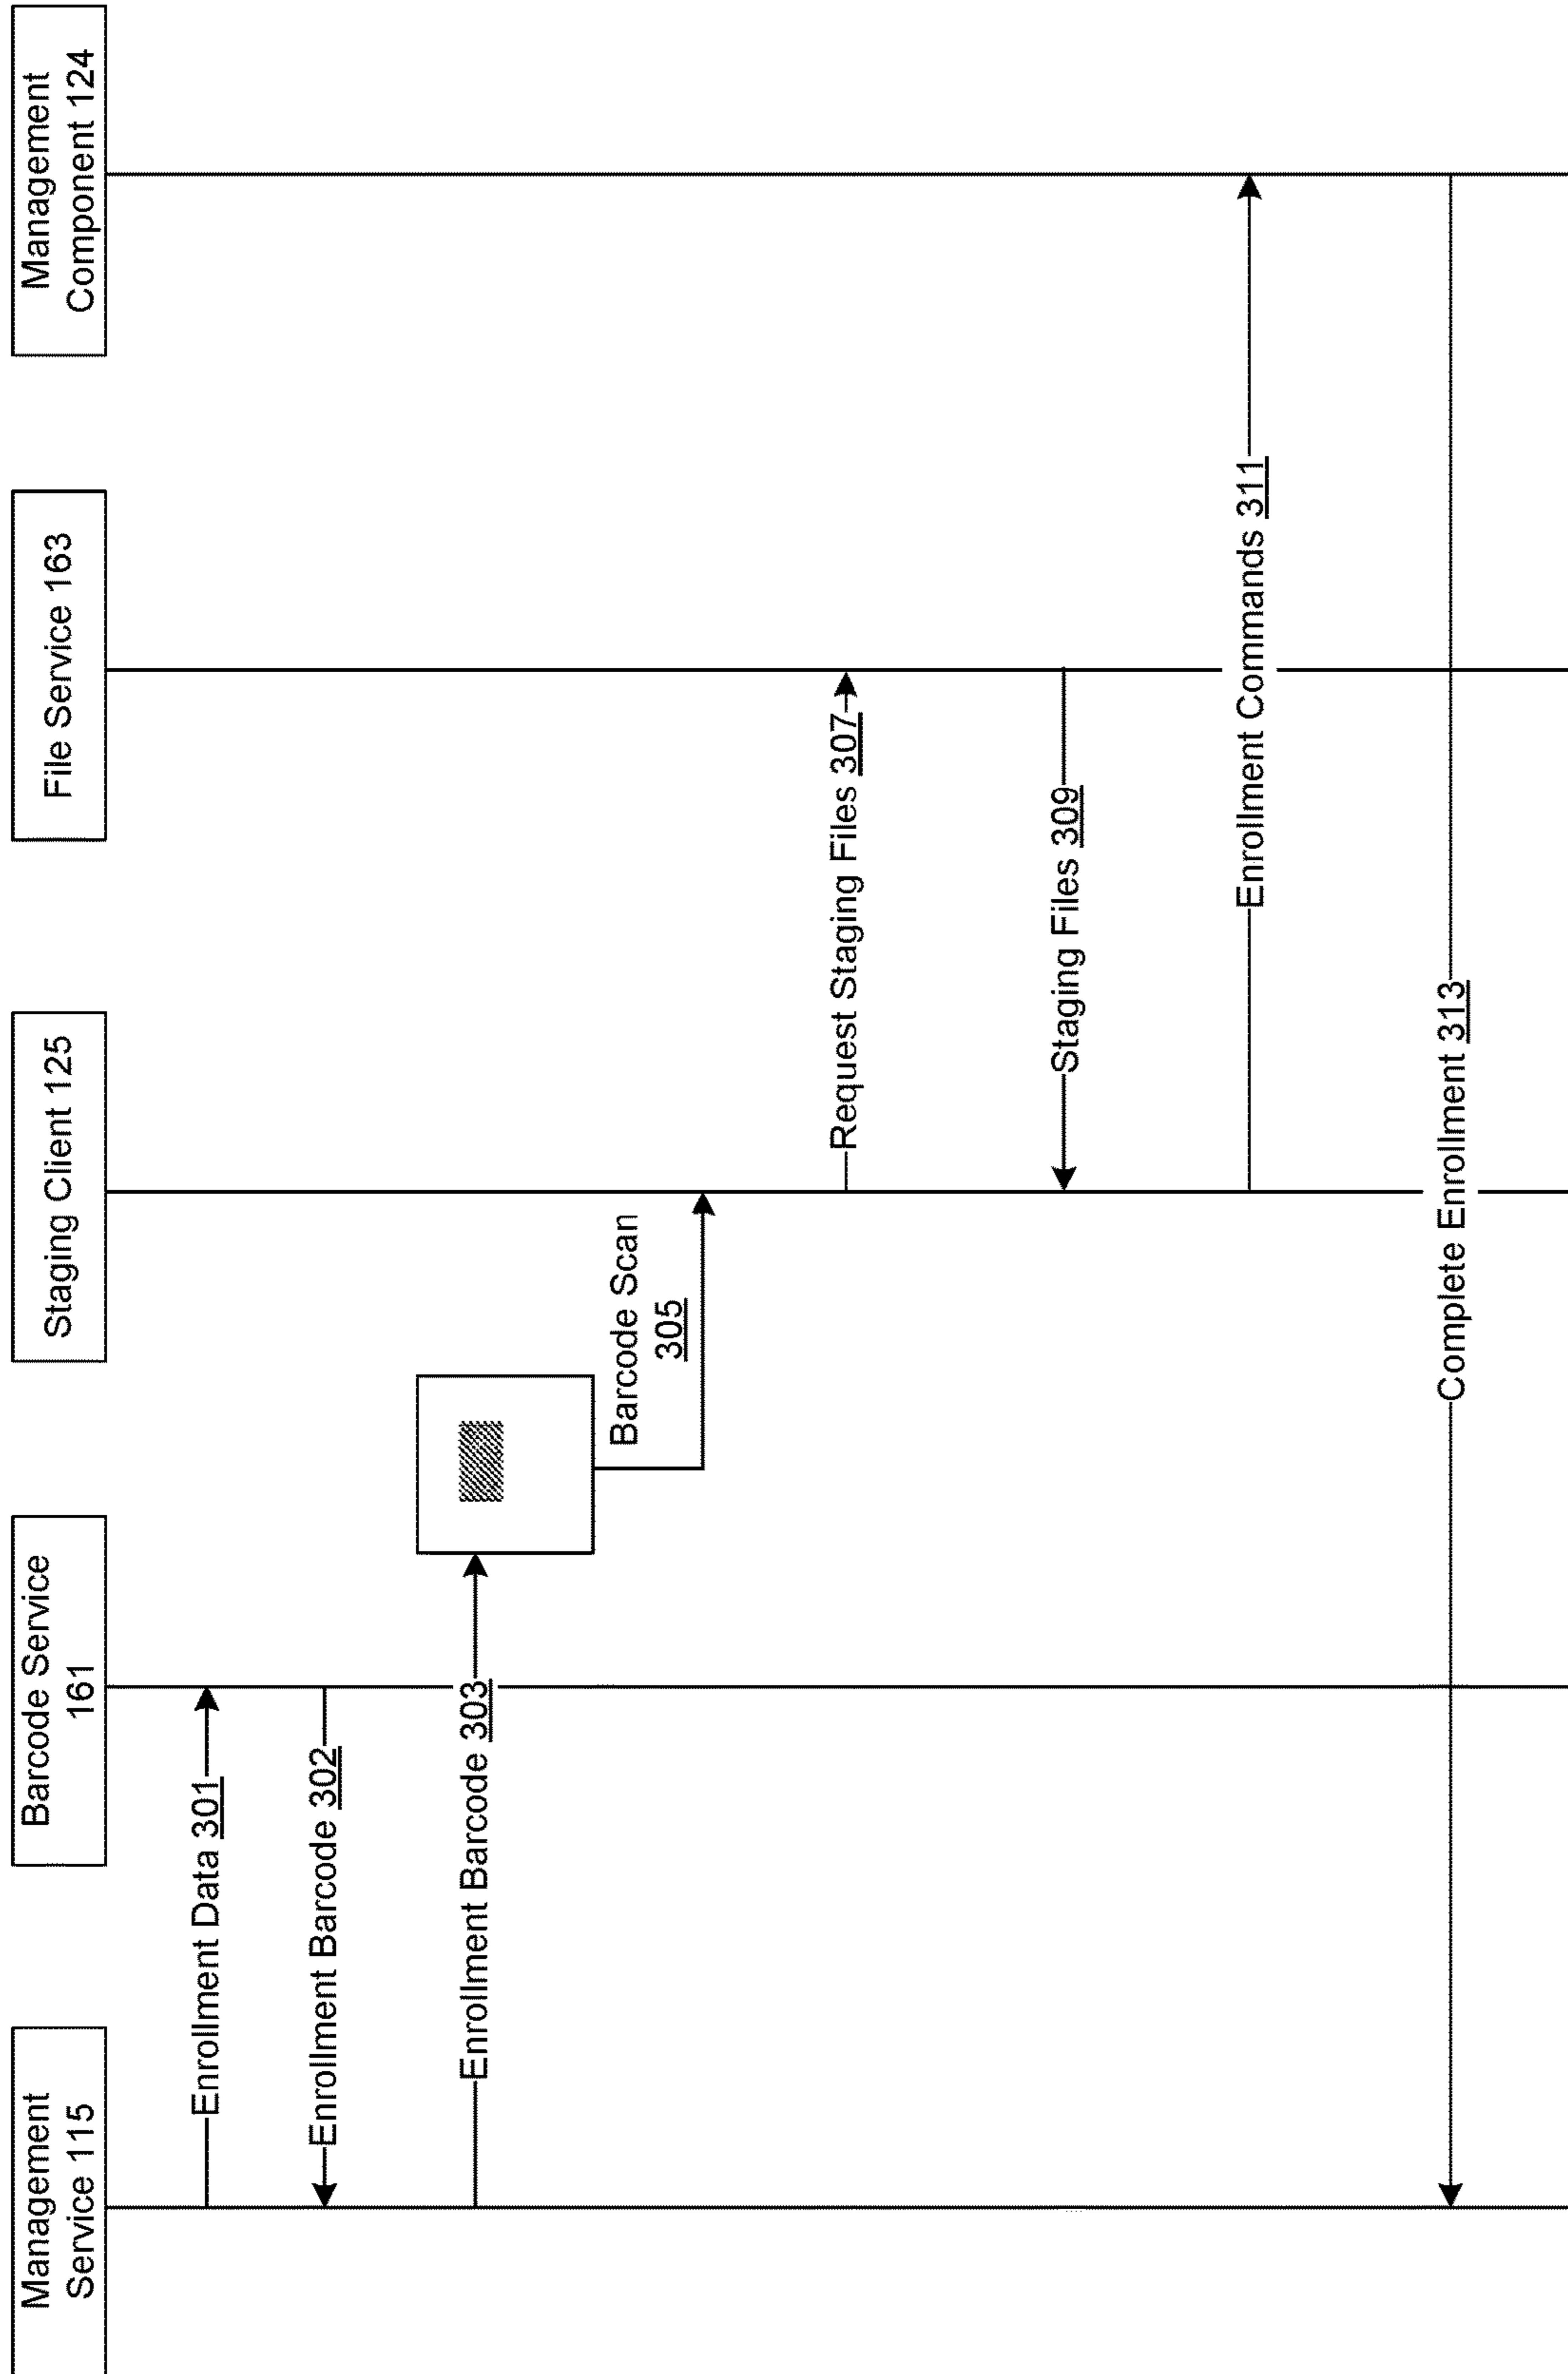 Management
Service 115
Barcode Service
161
Staging Client 125
File Service 163
Management
Component 124
Enrollment Data 301
Enrollment Barcode 302
Enrollment Barcode 303
Barcode Scan
305
Request Staging Files 307
Staging Files 309
Enrollment Commands 311
Complete Enrollment 313